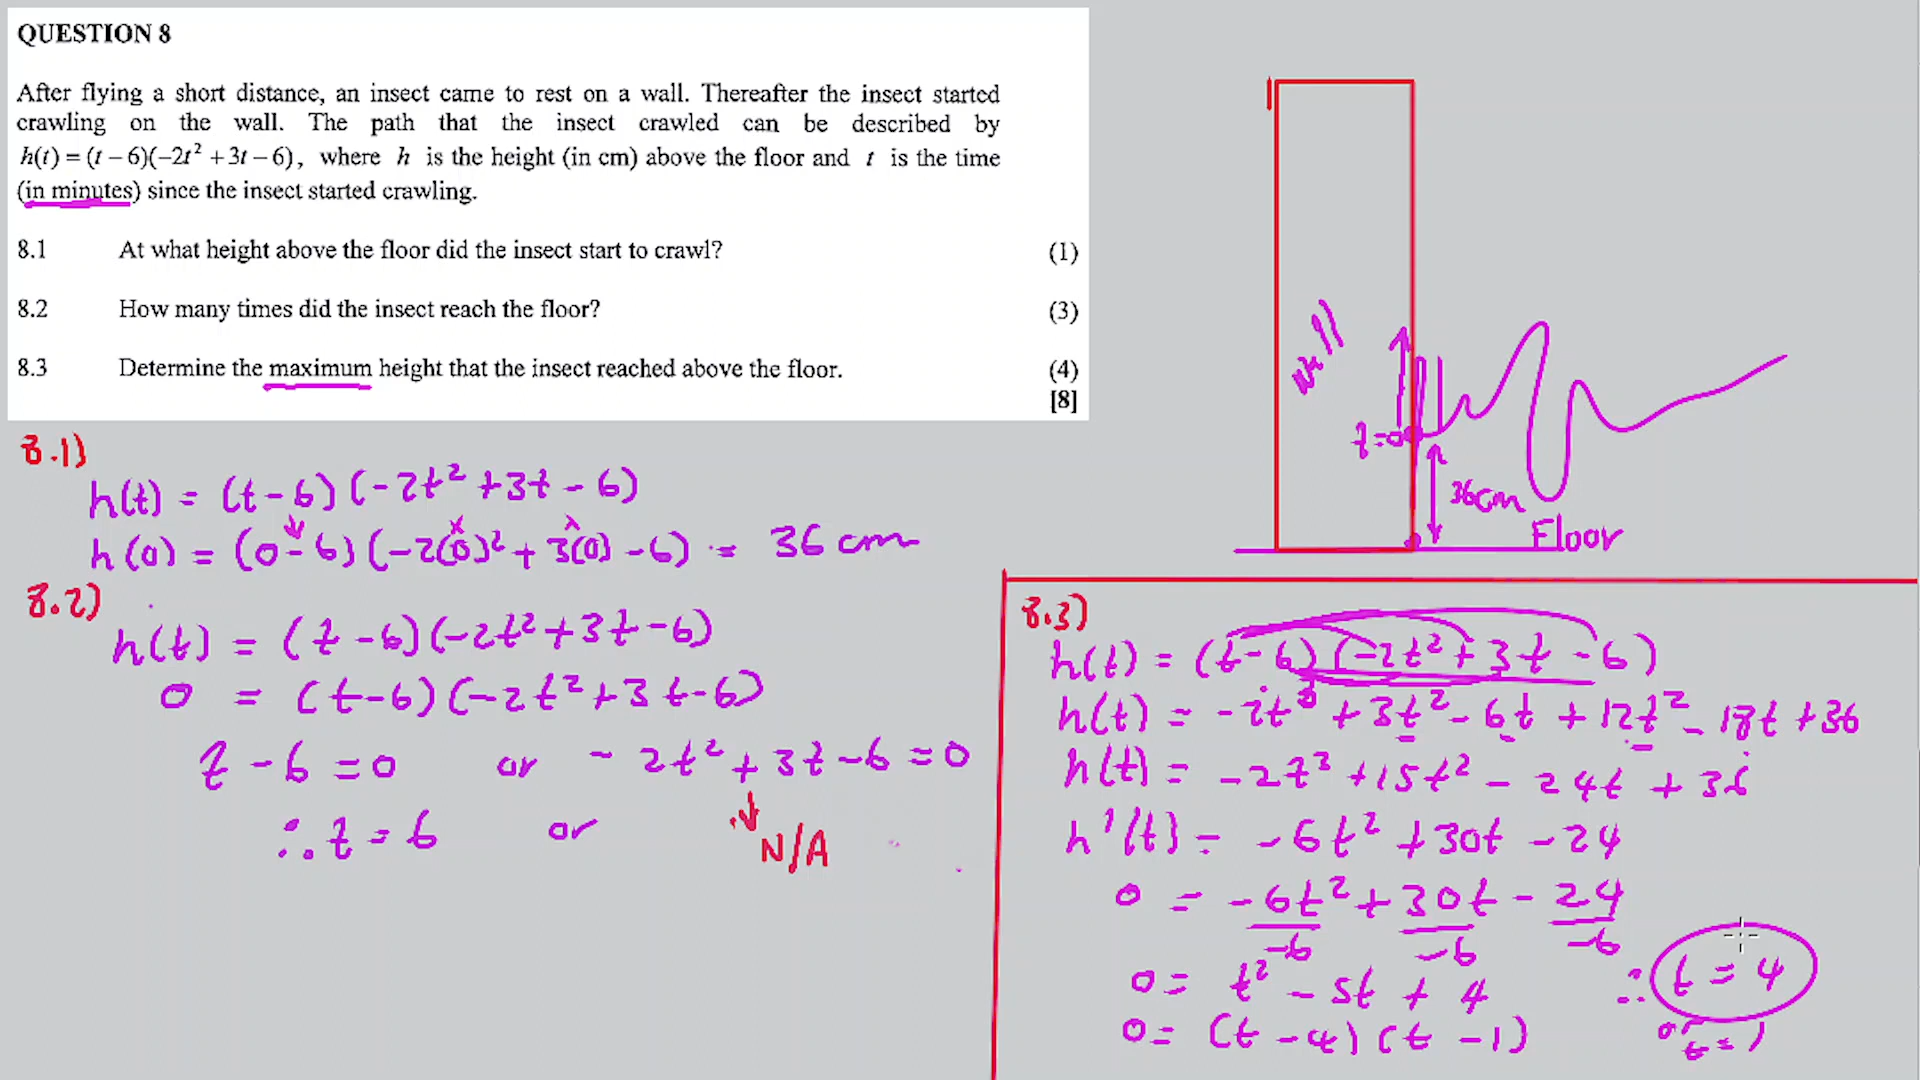 QUESTION 8
After flying a short distance, an insect came to rest on a wall. Thereafter the insect started
crawling on the wall. The path that the insect crawled can be described by
h(t) = (t – 6)(–2t² + 3t – 6), where h is the height (in cm) above the floor and t is the time
(in minutes) since the insect started crawling.
8.1 At what height above the floor did the insect start to crawl? (1)
8.2 How many times did the insect reach the floor? (3)
8.3 Determine the maximum height that the insect reached above the floor. (4)
[8]
wall
t=0
36cm
Floor
8.1)
h(t) = (t-6)(-2t² +3t - 6)
h(0) = (0-6)(-2(0)² + 3(0) -6) = 36 cm
8.2)
h(t) = (t-6)(-2t²+3t-6)
0 = (t-6)(-2t²+3t-6)
t - 6 = 0 or - 2t² + 3t - 6 = 0
∴ t = 6 or
N/A
8.3)
h(t) = (t-6)(-2t²+3t-6)
h(t) = -2t³ + 3t² - 6t + 12t² - 18t + 36
h(t) = -2t³ + 15t² - 24t + 36
h'(t) = -6t² + 30t - 24
0 = -6t² + 30t - 24
-6 -6 -6
0 = t² - 5t + 4
0 = (t - 4)(t - 1)
∴ t = 4
or t = 1